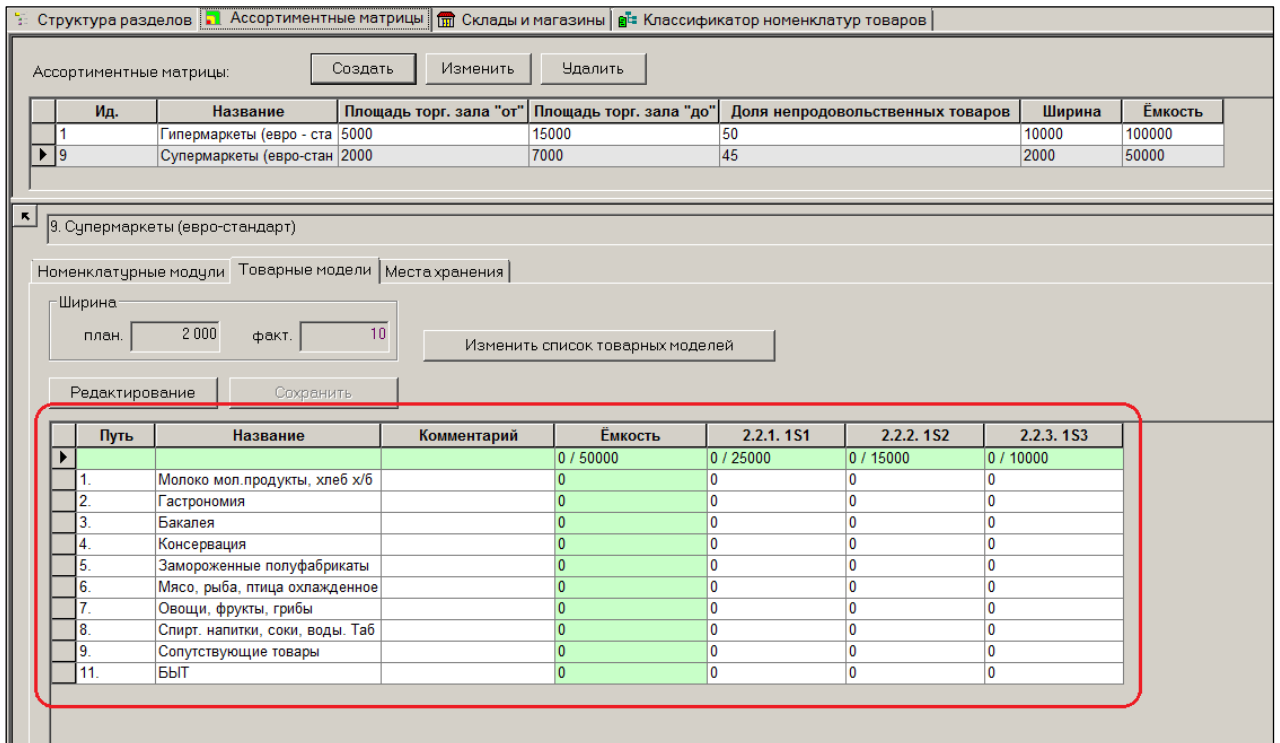 Структура разделов Ассортиментные матрицы Склады и магазины Классификатор номенклатур товаров
Ассортиментные матрицы: Создать Изменить Удалить
Ид. Название Площадь торг. зала "от" Площадь торг. зала "до" Доля непродовольственных товаров Ширина Ёмкость
1 Гипермаркеты (евро - ста 5000 15000 50 10000 100000
9 Супермаркеты (евро-стан 2000 7000 45 2000 50000
9. Супермаркеты (евро-стандарт)
Номенклатурные модули Товарные модели Места хранения
Ширина
план. 2 000 факт. 10 Изменить список товарных моделей
Редактирование Сохранить
Путь Название Комментарий Ёмкость 2.2.1. 1S1 2.2.2. 1S2 2.2.3. 1S3
0 / 50000 0 / 25000 0 / 15000 0 / 10000
1. Молоко мол.продукты, хлеб х/б 0 0 0 0
2. Гастрономия 0 0 0 0
3. Бакалея 0 0 0 0
4. Консервация 0 0 0 0
5. Замороженные полуфабрикаты 0 0 0 0
6. Мясо, рыба, птица охлажденное 0 0 0 0
7. Овощи, фрукты, грибы 0 0 0 0
8. Спирт. напитки, соки, воды. Таб 0 0 0 0
9. Сопутствующие товары 0 0 0 0
11. БЫТ 0 0 0 0